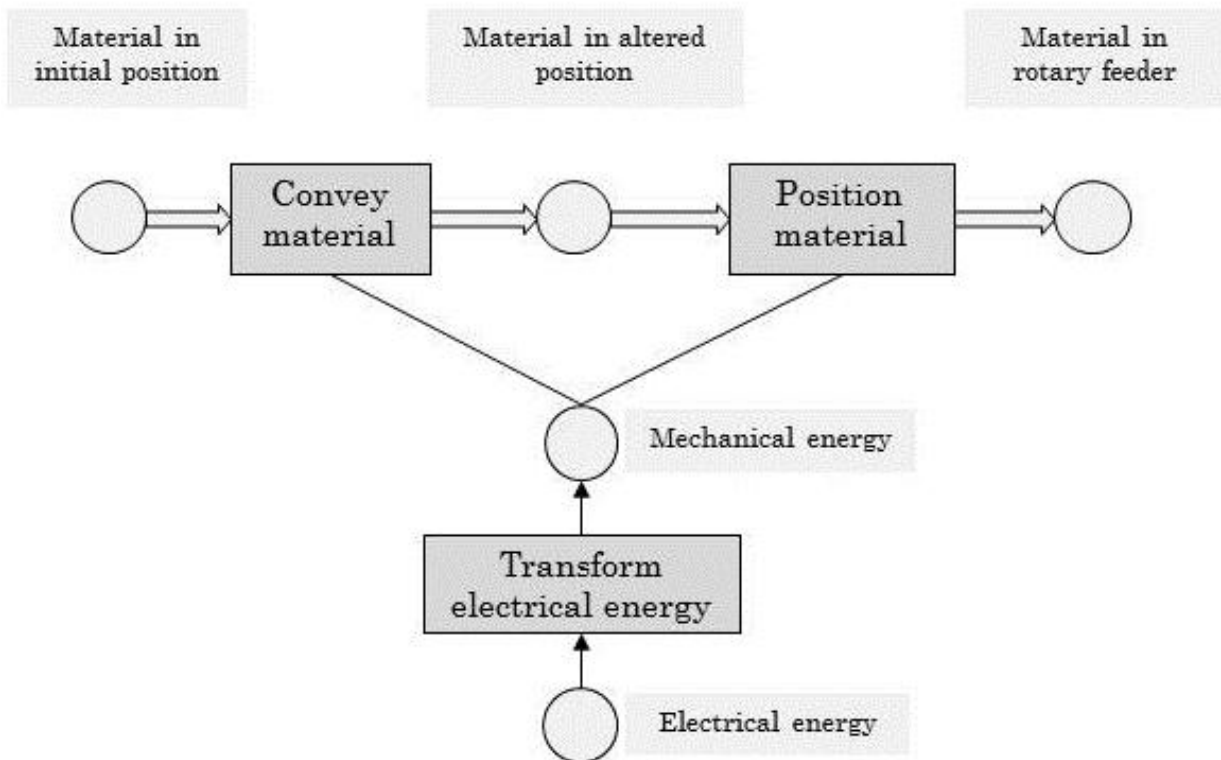 Material in
initial position
Material in altered
position
Material in
rotary feeder
Convey
material
Position
material
Mechanical energy
Transform
electrical energy
Electrical energy